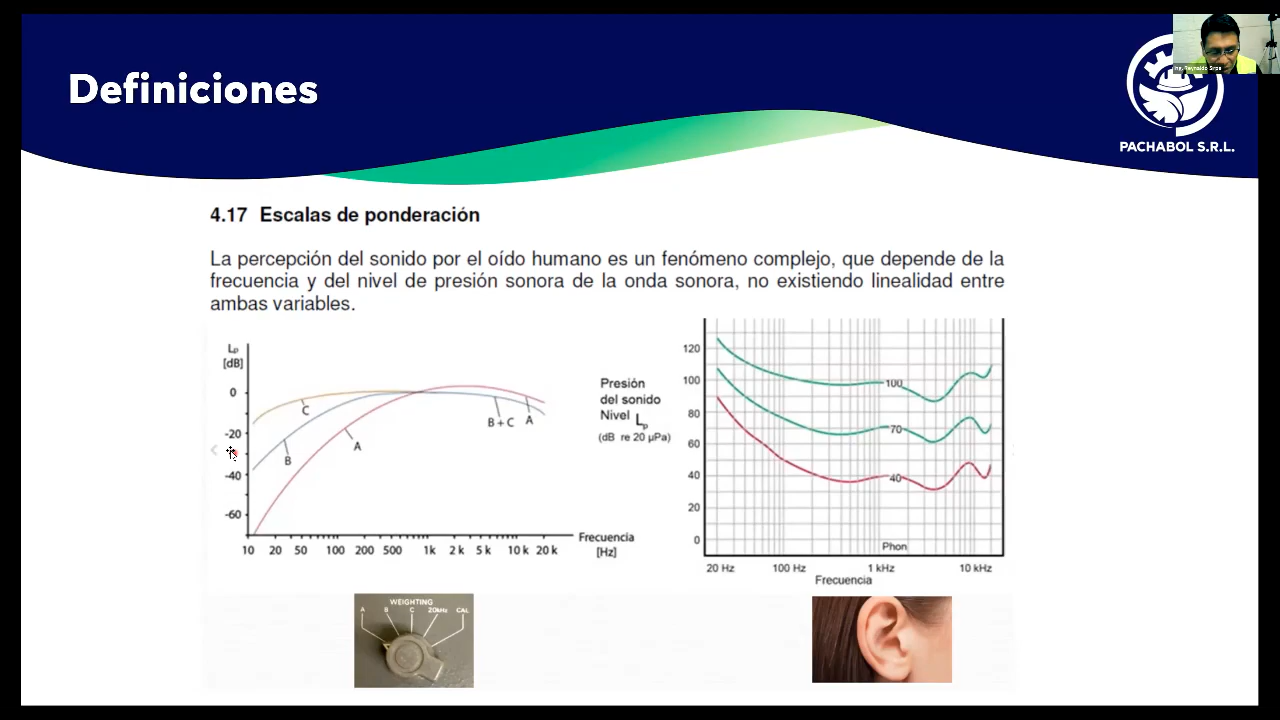 Definiciones
PACHABOL S.R.L.
4.17 Escalas de ponderación
La percepción del sonido por el oído humano es un fenómeno complejo, que depende de la
frecuencia y del nivel de presión sonora de la onda sonora, no existiendo linealidad entre
ambas variables.
Lp
[dB]
0
-20
-40
-60
C
B
A
B + C
A
10 20 50 100 200 500 1k 2 k 5 k 10 k 20 k
Frecuencia
[Hz]
Presión
del sonido
Nivel Lp
(dB re 20 µPa)
120
100
80
60
40
20
0
100
70
40
Phon
20 Hz 100 Hz 1 kHz 10 kHz
Frecuencia
WEIGHTING
A B C 20kHz CAL